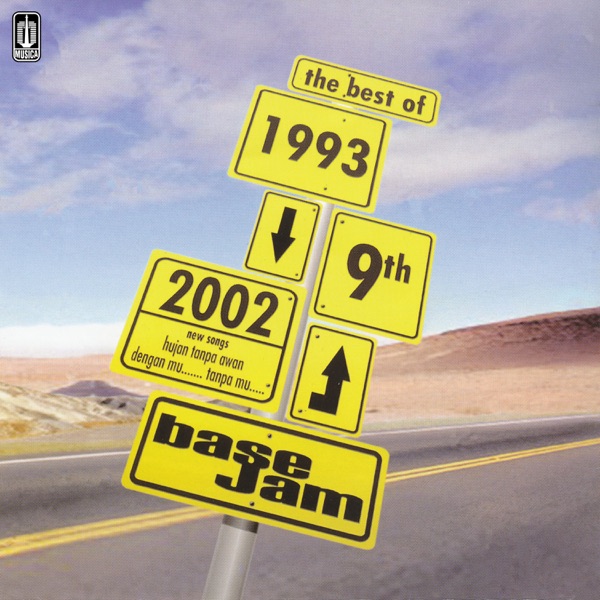 MUSICA
the best of
1993
9th
2002
new songs
hujan tanpa awan
dengan mu....... tanpa mu.....
base
Jam